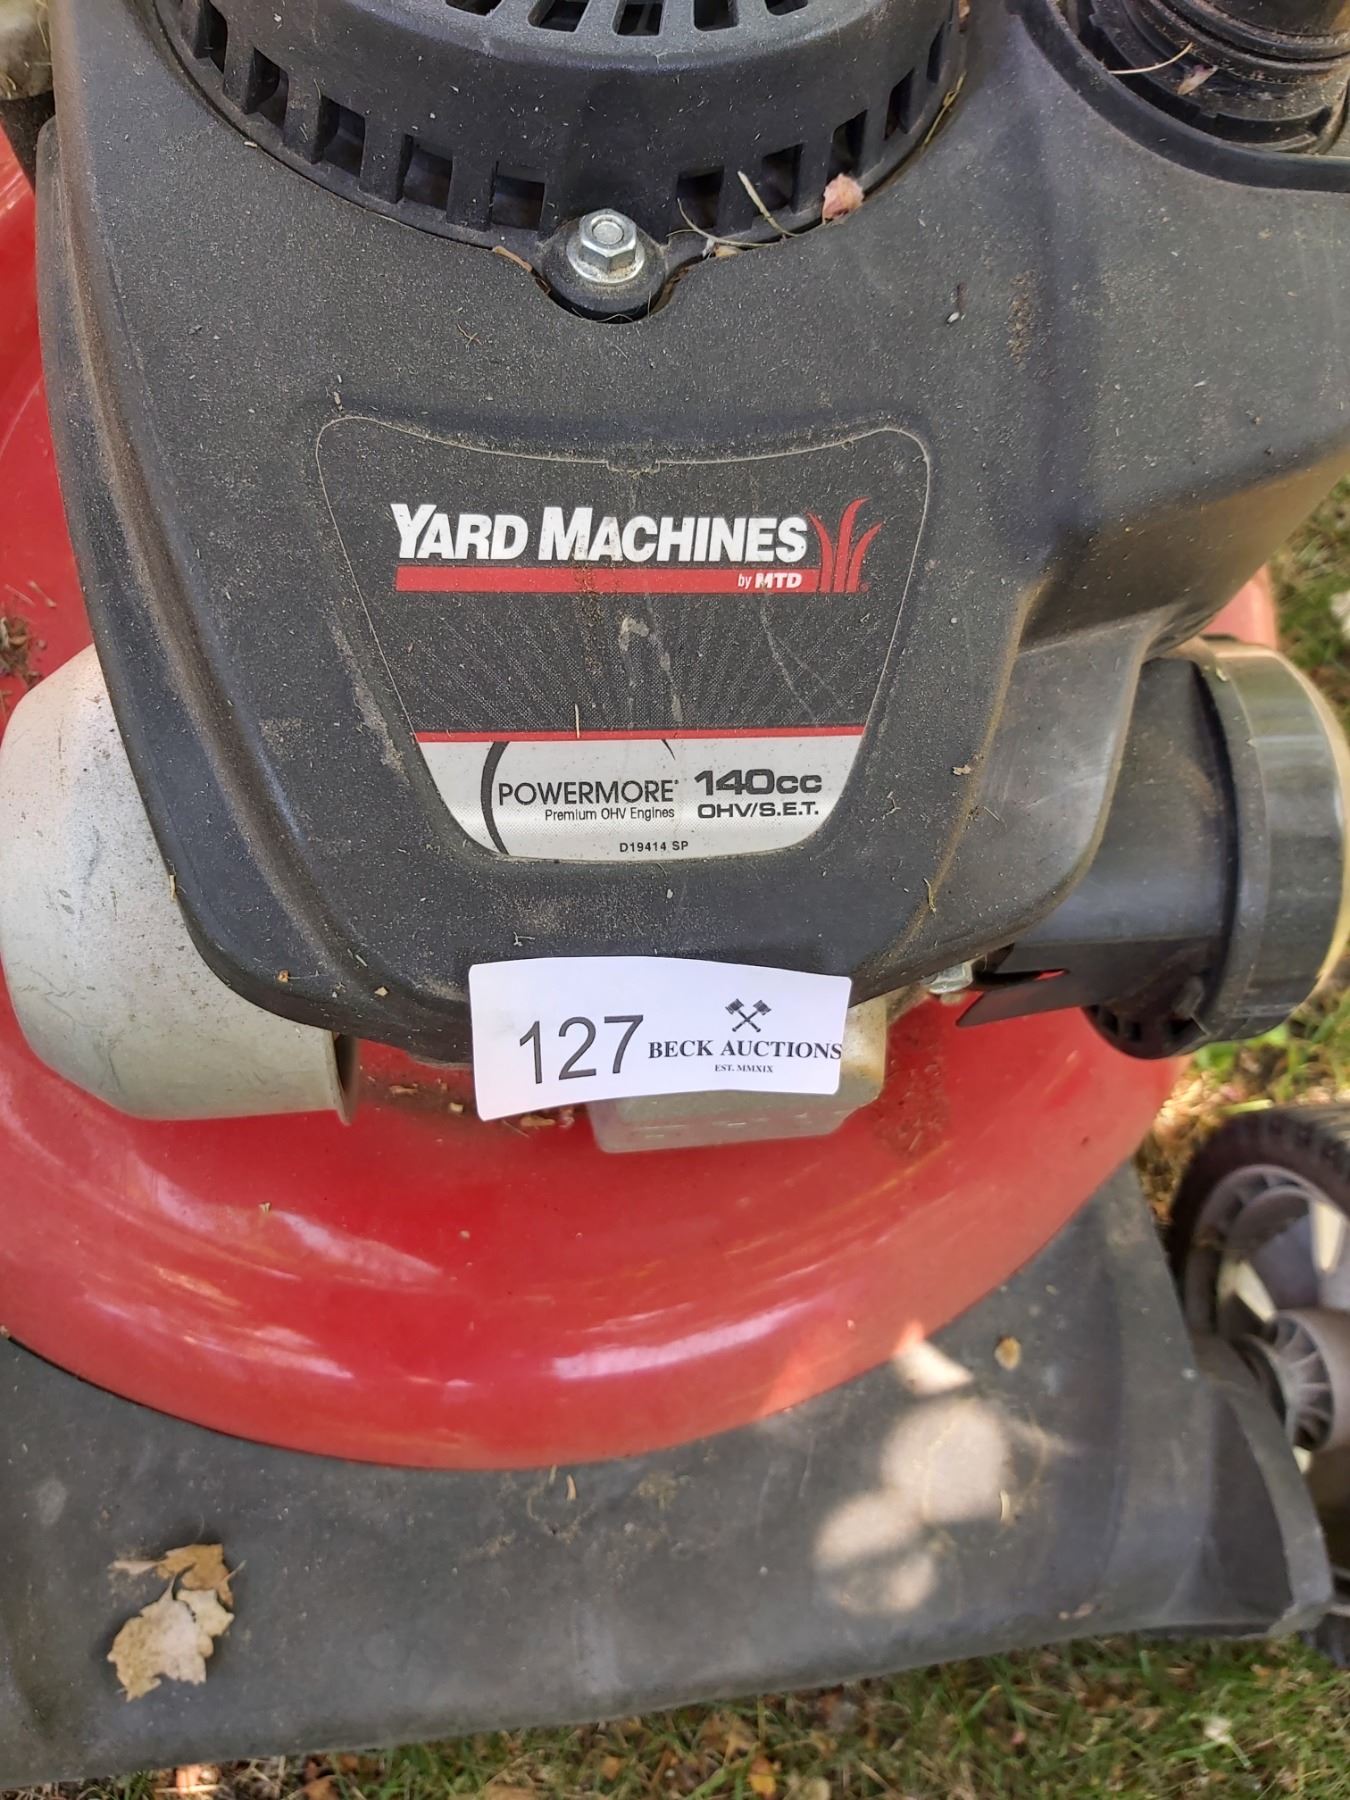 YARD MACHINES
by MTD
POWERMORE® 140cc
Premium OHV Engines OHV/S.E.T.
D19414 SP
127 BECK AUCTIONS
EST. MMXIX